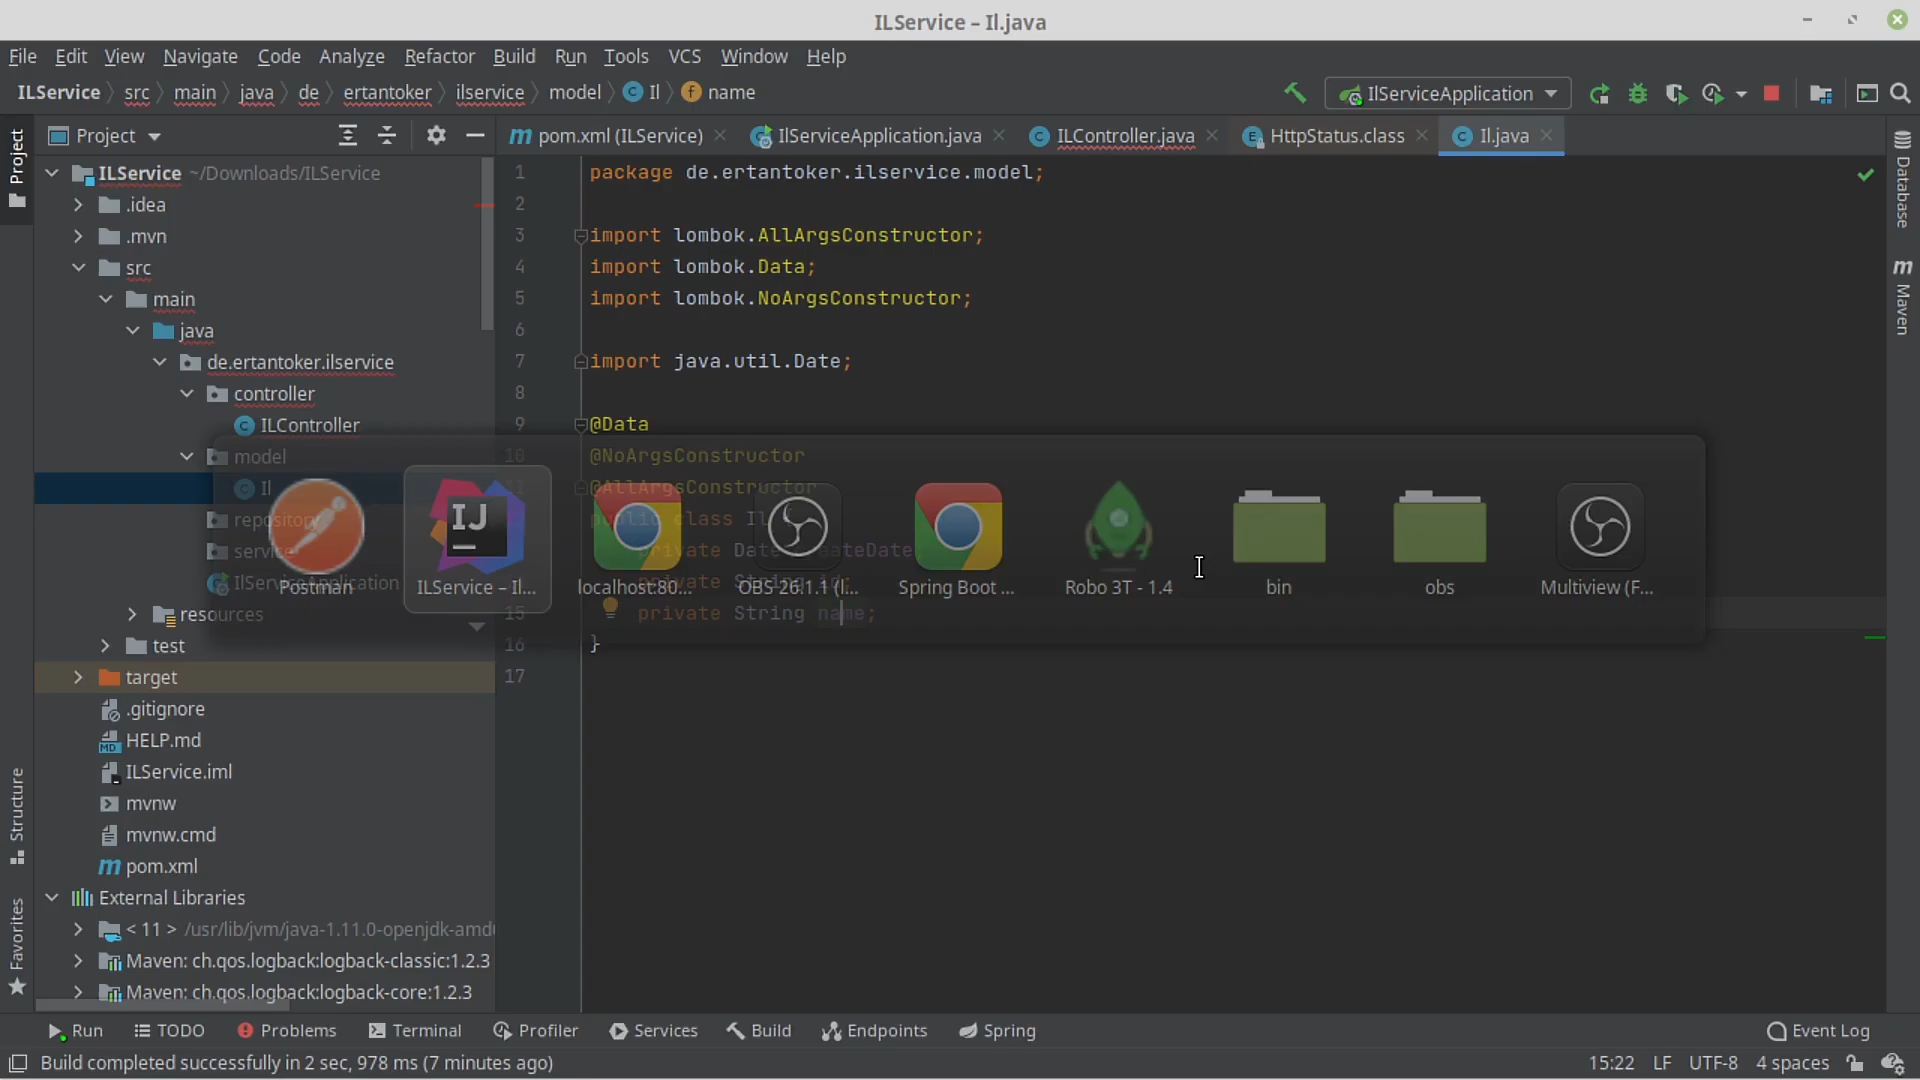 ILService – Il.java
File Edit View Navigate Code Analyze Refactor Build Run Tools VCS Window Help
ILService src main java de ertantoker ilservice model Il name
IlServiceApplication
Project
pom.xml (ILService) IlServiceApplication.java ILController.java HttpStatus.class Il.java
Project
Structure
Favorites
ILService ~/Downloads/ILService
.idea
.mvn
src
main
java
de.ertantoker.ilservice
controller
ILController
model
Il
repository
service
IlServiceApplication
resources
test
target
.gitignore
HELP.md
ILService.iml
mvnw
mvnw.cmd
pom.xml
External Libraries
< 11 > /usr/lib/jvm/java-1.11.0-openjdk-amd
Maven: ch.qos.logback:logback-classic:1.2.3
Maven: ch.qos.logback:logback-core:1.2.3
1 package de.ertantoker.ilservice.model;
2
3 import lombok.AllArgsConstructor;
4 import lombok.Data;
5 import lombok.NoArgsConstructor;
6
7 import java.util.Date;
8
9 @Data
10 @NoArgsConstructor
@AllArgsConstructor
public class Il
private Date createDate;
private String id;
15 private String name;
16 }
17
Postman
ILService – Il...
localhost:80...
OBS 26.1.1 (l...
Spring Boot ...
Robo 3T - 1.4
bin
obs
Multiview (F...
Database
Maven
Run TODO Problems Terminal Profiler Services Build Endpoints Spring Event Log
Build completed successfully in 2 sec, 978 ms (7 minutes ago) 15:22 LF UTF-8 4 spaces